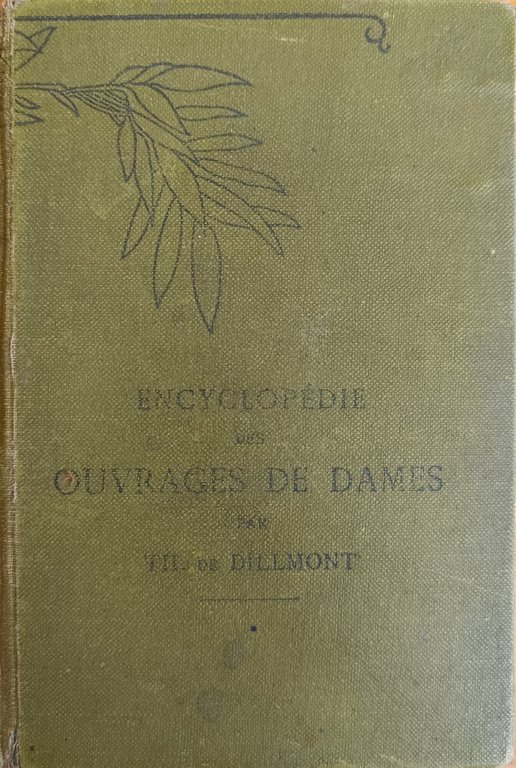 ENCYCLOPÉDIE
DES
OUVRAGES DE DAMES
PAR
TH. DE DILLMONT